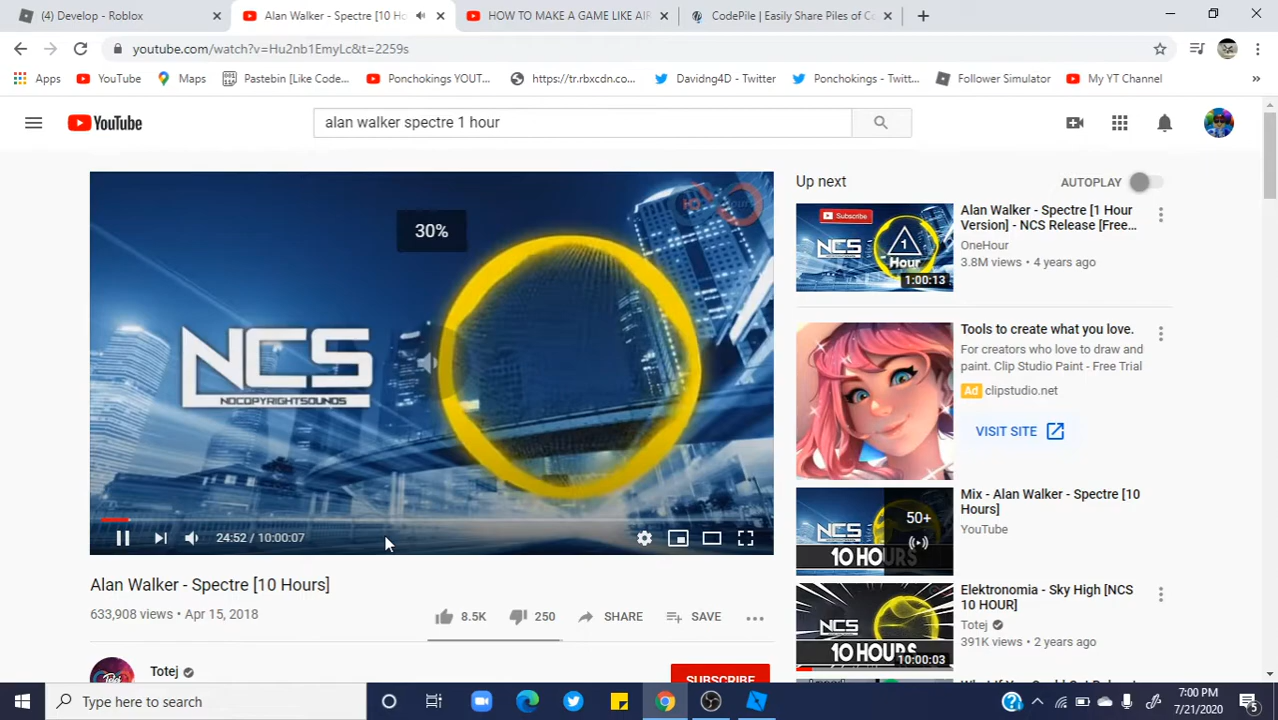 (4) Develop - Roblox
Alan Walker - Spectre [10 Ho
HOW TO MAKE A GAME LIKE AIR
CodePile | Easily Share Piles of Co
youtube.com/watch?v=Hu2nb1EmyLc&t=2259s
Apps
YouTube
Maps
Pastebin [Like Code...
Ponchokings YOUT...
https://tr.rbxcdn.co...
Davidng4D - Twitter
Ponchokings - Twitt...
Follower Simulator
My YT Channel
»
YouTube
alan walker spectre 1 hour
30%
NCS
NOCOPYRIGHTSOUNDS
24:52 / 10:00:07
Alan Walker - Spectre [10 Hours]
633,908 views • Apr 15, 2018
8.5K
250
SHARE
SAVE
Totej
SUBSCRIBE
Up next
AUTOPLAY
Subscribe
NCS
1
Hour
1:00:13
Alan Walker - Spectre [1 Hour
Version] - NCS Release [Free...
OneHour
3.8M views • 4 years ago
Tools to create what you love.
For creators who love to draw and
paint. Clip Studio Paint - Free Trial
Ad clipstudio.net
VISIT SITE
NCS
10 HOURS
50+
Mix - Alan Walker - Spectre [10
Hours]
YouTube
NCS
10 HOURS
10:00:03
Elektronomia - Sky High [NCS
10 HOUR]
Totej
391K views • 2 years ago
Type here to search
7:00 PM
7/21/2020
5